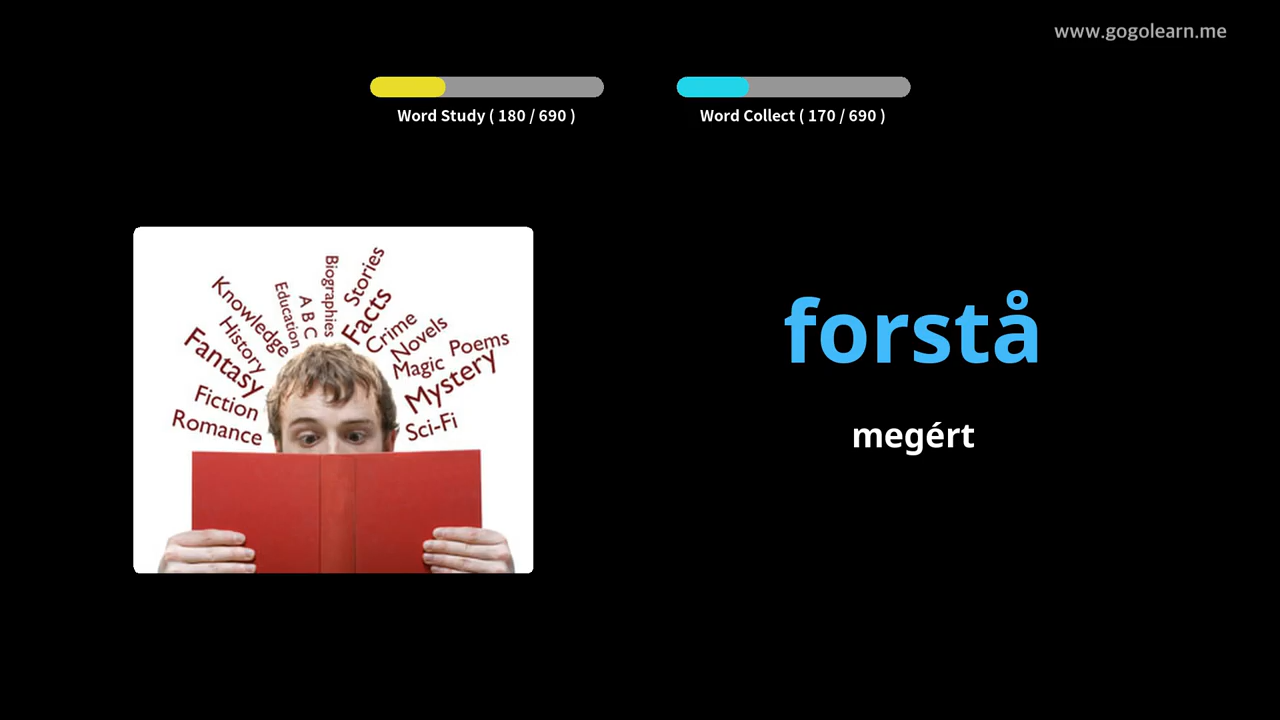 www.gogolearn.me
Word Study ( 180 / 690 )
Word Collect ( 170 / 690 )
Knowledge
History
Fantasy
Fiction
Romance
Education
A B C
Biographies
Stories
Facts
Crime
Novels
Magic
Poems
Mystery
Sci-Fi
forstå
megért